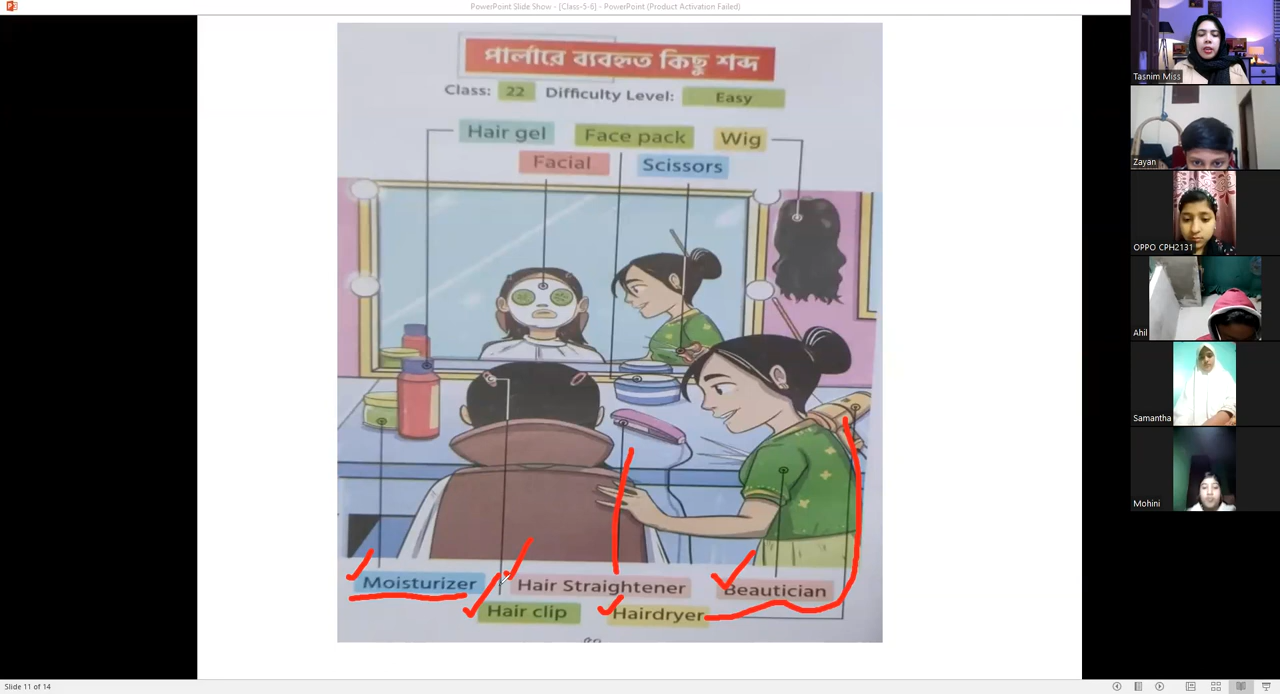 PowerPoint Slide Show - [Class-5-6] - PowerPoint (Product Activation Failed)
পার্লারে ব্যবহৃত কিছু শব্দ
Class: 22 Difficulty Level: Easy
Hair gel Face pack Wig
Facial Scissors
Moisturizer Hair Straightener Beautician
Hair clip Hairdryer
Tasnim Miss
Zayan
OPPO CPH2131
Ahil
Samantha
Mohini
Slide 11 of 14